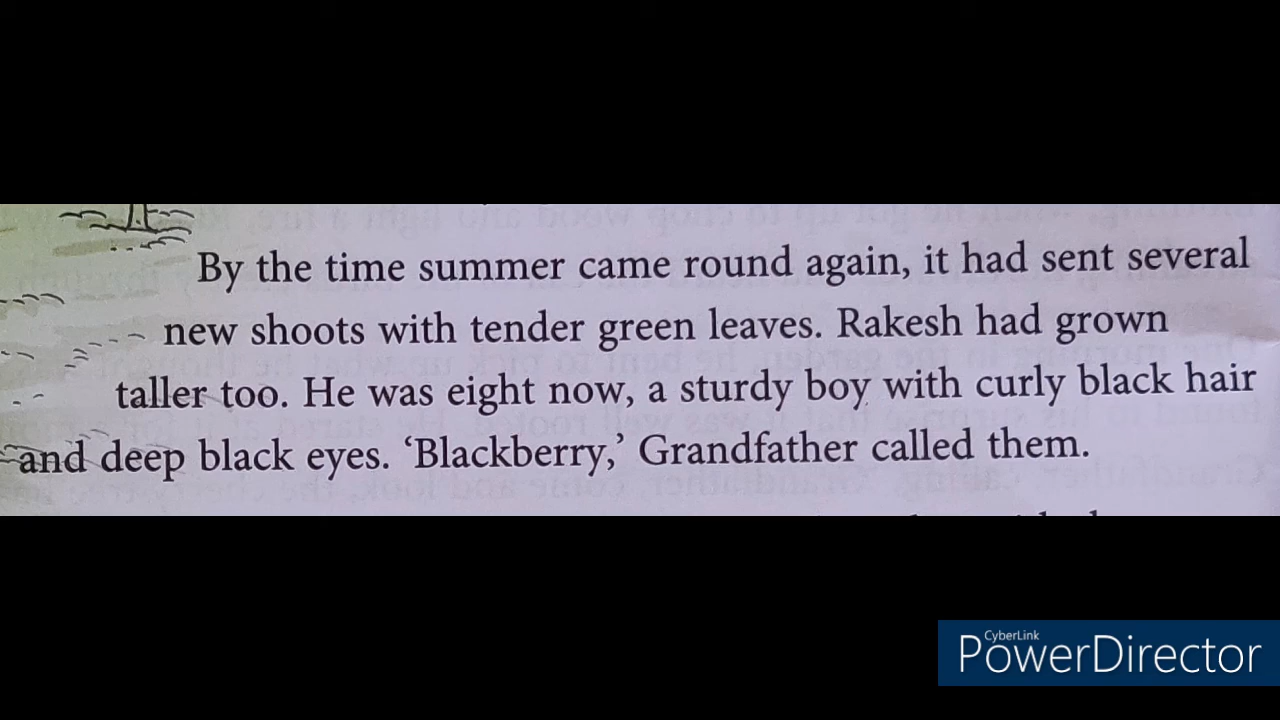 By the time summer came round again, it had sent several
new shoots with tender green leaves. Rakesh had grown
taller too. He was eight now, a sturdy boy with curly black hair
and deep black eyes. ‘Blackberry,’ Grandfather called them.
CyberLink
PowerDirector